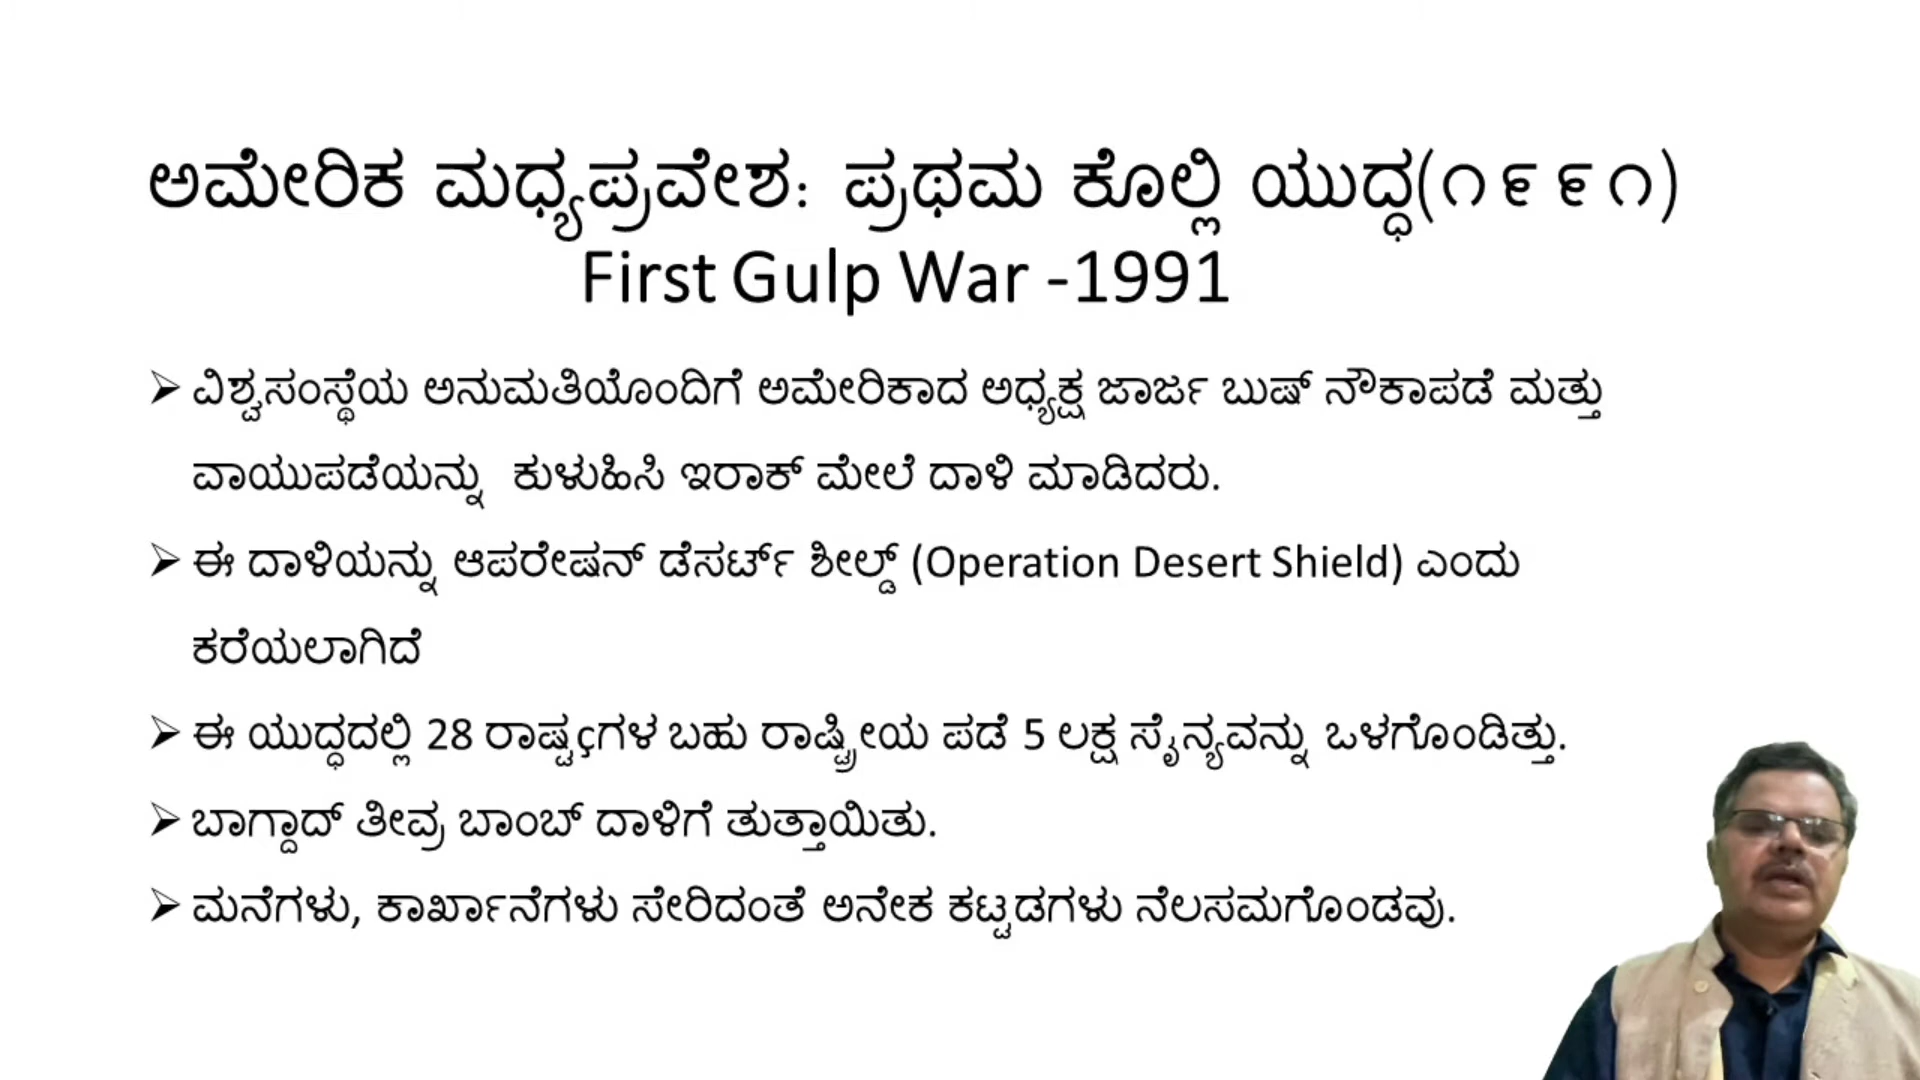 ಅಮೇರಿಕ ಮಧ್ಯಪ್ರವೇಶ: ಪ್ರಥಮ ಕೊಲ್ಲಿ ಯುದ್ಧ(೧೯೯೧)
First Gulp War -1991
➢ ವಿಶ್ವಸಂಸ್ಥೆಯ ಅನುಮತಿಯೊಂದಿಗೆ ಅಮೇರಿಕಾದ ಅಧ್ಯಕ್ಷ ಜಾರ್ಜ ಬುಷ್ ನೌಕಾಪಡೆ ಮತ್ತು
ವಾಯುಪಡೆಯನ್ನು ಕುಳುಹಿಸಿ ಇರಾಕ್ ಮೇಲೆ ದಾಳಿ ಮಾಡಿದರು.
➢ ಈ ದಾಳಿಯನ್ನು ಆಪರೇಷನ್ ಡೆಸರ್ಟ್ ಶೀಲ್ಡ್ (Operation Desert Shield) ಎಂದು
ಕರೆಯಲಾಗಿದೆ
➢ ಈ ಯುದ್ಧದಲ್ಲಿ 28 ರಾಷ್ಟçಗಳ ಬಹು ರಾಷ್ಟ್ರೀಯ ಪಡೆ 5 ಲಕ್ಷ ಸೈನ್ಯವನ್ನು ಒಳಗೊಂಡಿತ್ತು.
➢ ಬಾಗ್ದಾದ್ ತೀವ್ರ ಬಾಂಬ್ ದಾಳಿಗೆ ತುತ್ತಾಯಿತು.
➢ ಮನೆಗಳು, ಕಾರ್ಖಾನೆಗಳು ಸೇರಿದಂತೆ ಅನೇಕ ಕಟ್ಟಡಗಳು ನೆಲಸಮಗೊಂಡವು.